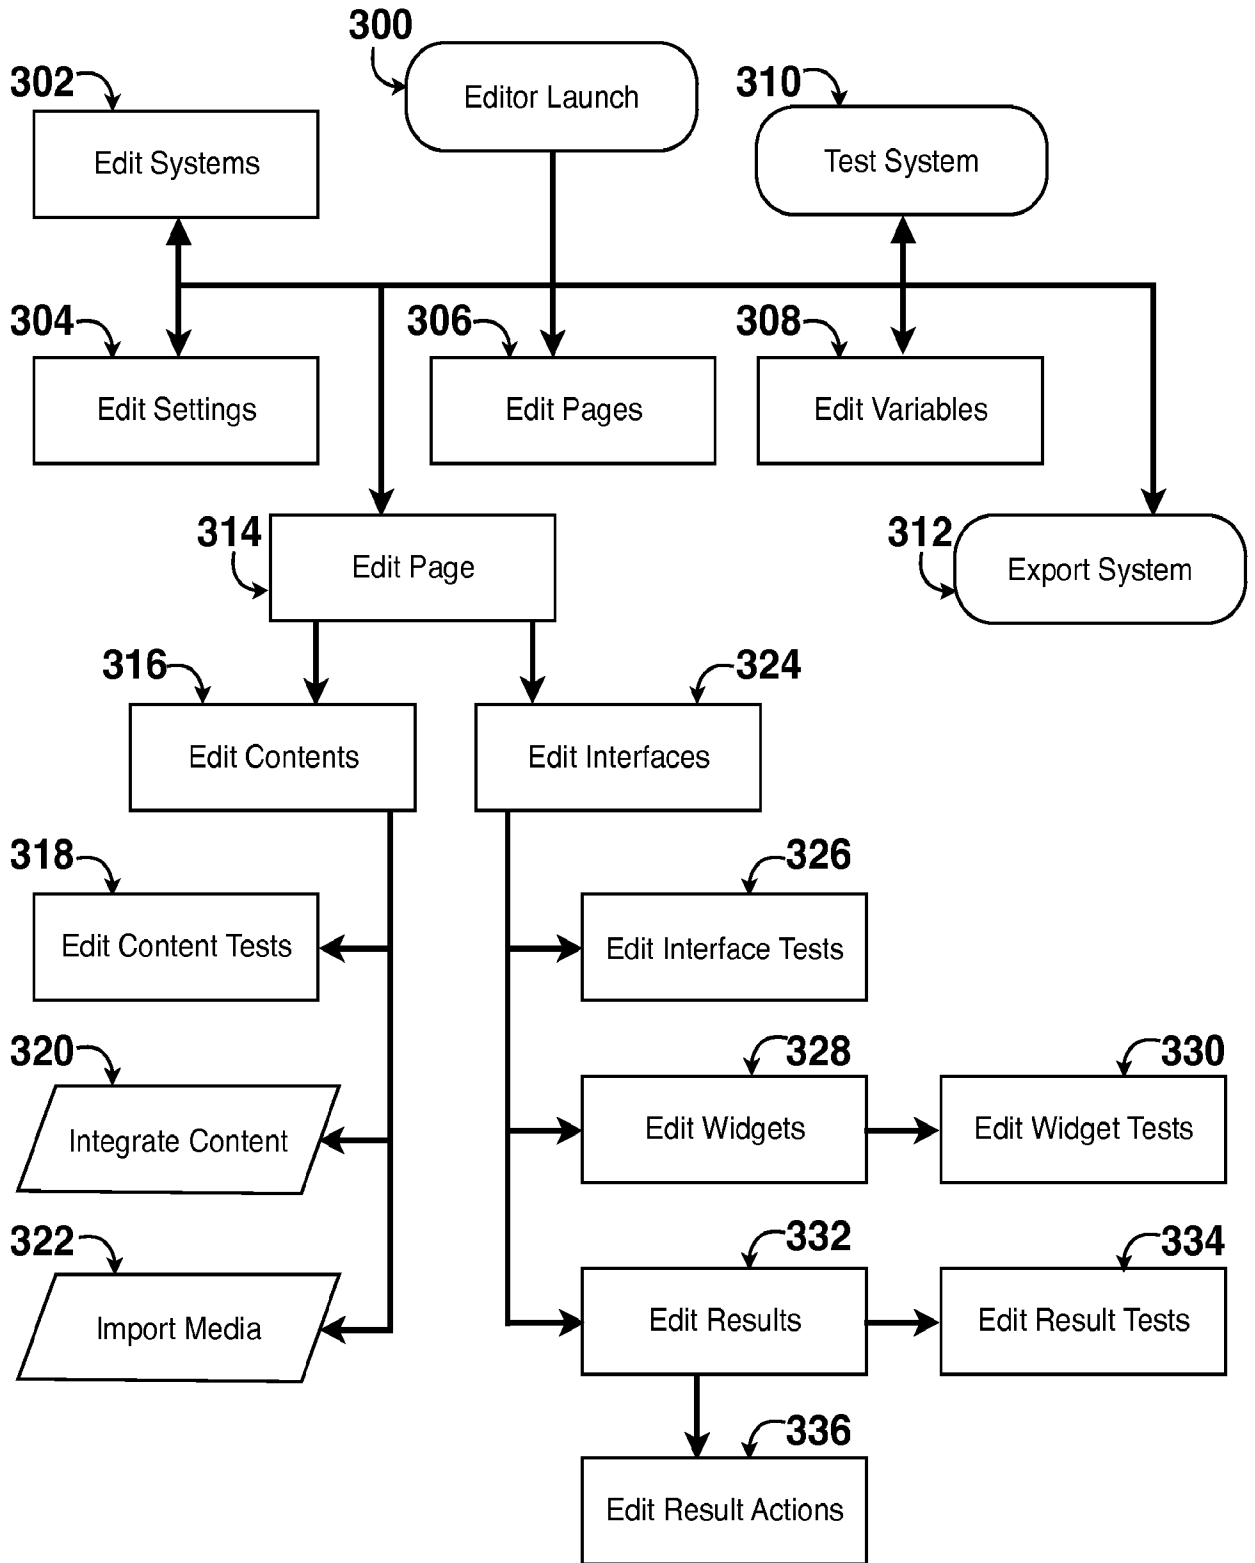 300
Editor Launch
302
Edit Systems
310
Test System
304
Edit Settings
306
Edit Pages
308
Edit Variables
314
Edit Page
312
Export System
316
Edit Contents
324
Edit Interfaces
318
Edit Content Tests
326
Edit Interface Tests
320
Integrate Content
328
Edit Widgets
330
Edit Widget Tests
322
Import Media
332
Edit Results
334
Edit Result Tests
336
Edit Result Actions